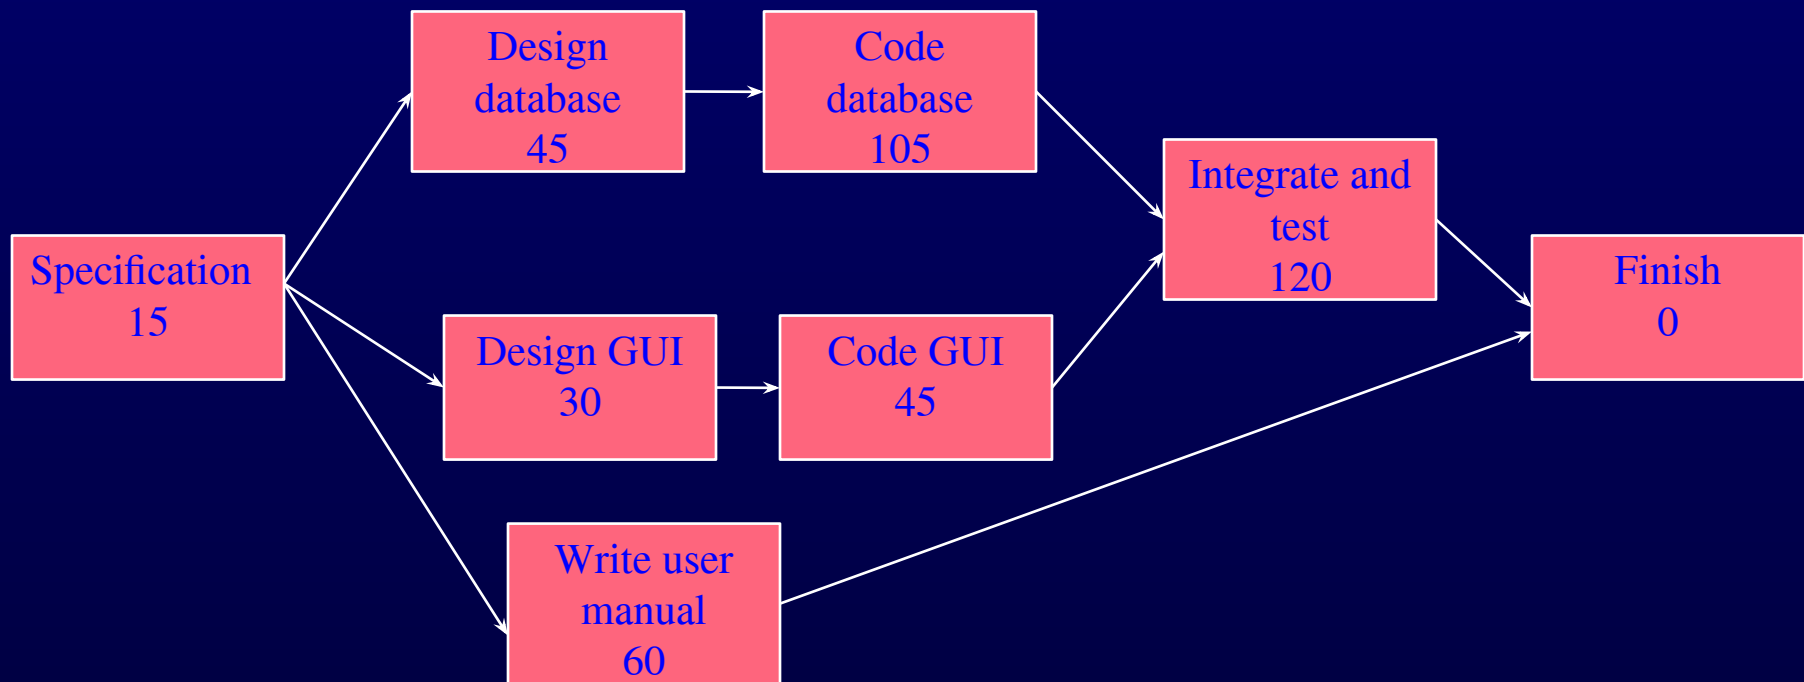 Design
database
45
Code
database
105
Integrate and
test
120
Specification
15
Finish
0
Design GUI
30
Code GUI
45
Write user
manual
60